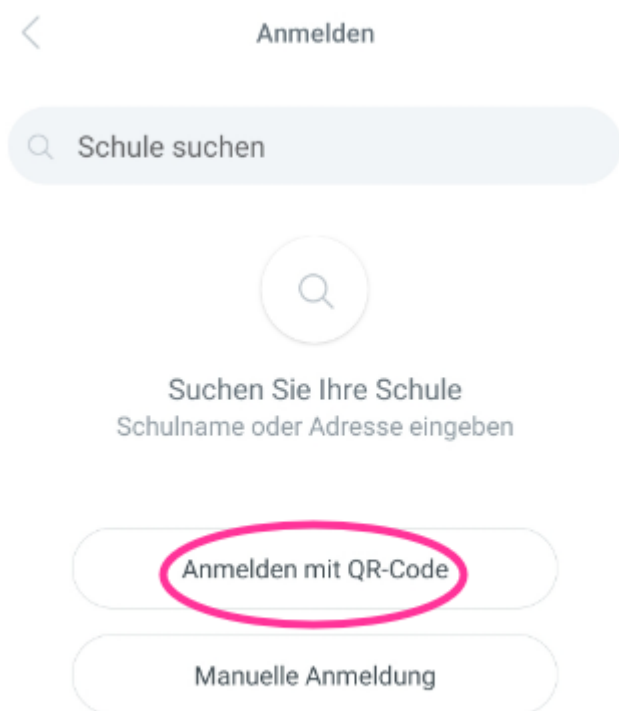 Anmelden
Schule suchen
Suchen Sie Ihre Schule
Schulname oder Adresse eingeben
Anmelden mit QR-Code
Manuelle Anmeldung